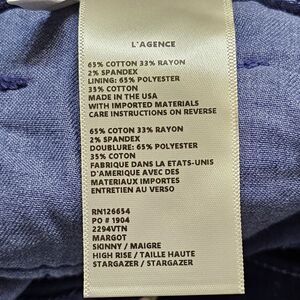 L'AGENCE
65% COTTON 33% RAYON
2% SPANDEX
LINING: 65% POLYESTER
35% COTTON
MADE IN THE USA
WITH IMPORTED MATERIALS
CARE INSTRUCTIONS ON REVERSE
65% COTON 33% RAYON
2% SPANDEX
DOUBLURE: 65% POLYESTER
35% COTON
FABRIQUE DANS LA ETATS-UNIS
D'AMERIQUE AVEC DES
MATERIAUX IMPORTES
ENTRETIEN AU VERSO
RN126654
PO # 1904
2294VTN
MARGOT
SKINNY / MAIGRE
HIGH RISE / TAILLE HAUTE
STARGAZER / STARGAZER